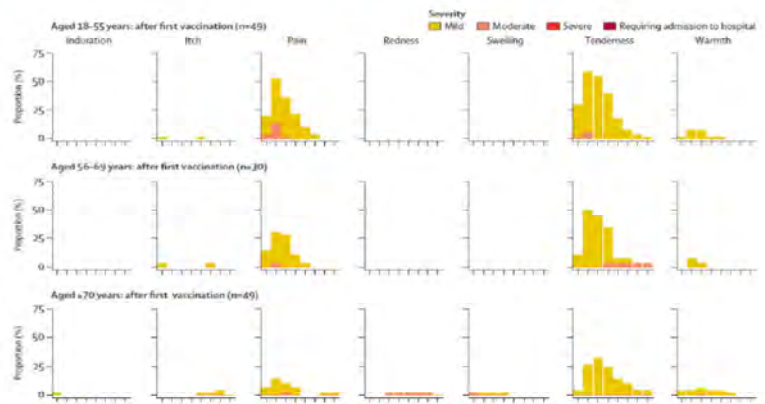 Severity
Mild Moderate Severe Requiring admission to hospital
Aged 18-55 years: after first vaccination (n=49)
Induration Itch Pain Redness Swelling Tenderness Warmth
Proportion (%)
75
50
25
0
Aged 56-69 years: after first vaccination (n=30)
Proportion (%)
75
50
25
0
Aged ≥70 years: after first vaccination (n=49)
Proportion (%)
75
50
25
0